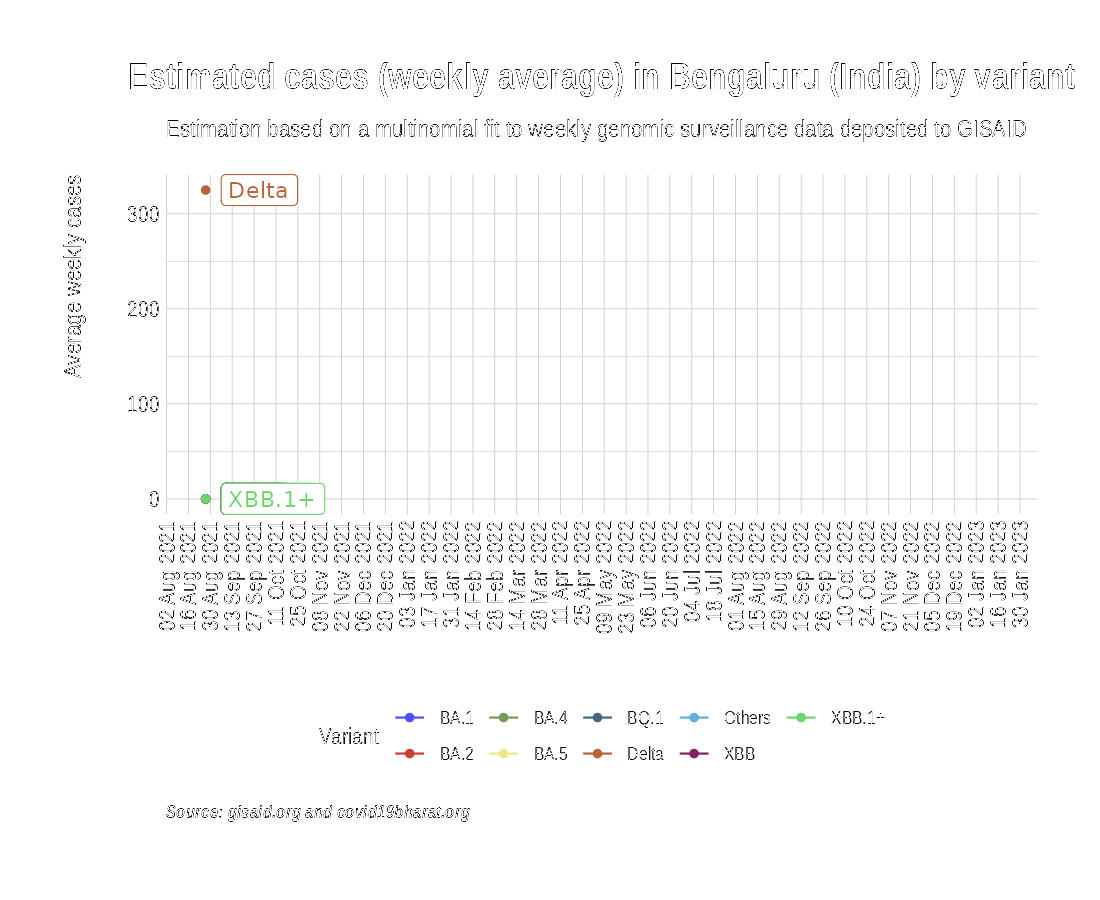 Estimated cases (weekly average) in Bengaluru (India) by variant
Estimation based on a multinomial fit to weekly genomic surveillance data deposited to GISAID
Average weekly cases
300
200
100
0
Delta
XBB.1+
02 Aug 2021
16 Aug 2021
30 Aug 2021
13 Sep 2021
27 Sep 2021
11 Oct 2021
25 Oct 2021
08 Nov 2021
22 Nov 2021
06 Dec 2021
20 Dec 2021
03 Jan 2022
17 Jan 2022
31 Jan 2022
14 Feb 2022
28 Feb 2022
14 Mar 2022
28 Mar 2022
11 Apr 2022
25 Apr 2022
09 May 2022
23 May 2022
06 Jun 2022
20 Jun 2022
04 Jul 2022
18 Jul 2022
01 Aug 2022
15 Aug 2022
29 Aug 2022
12 Sep 2022
26 Sep 2022
10 Oct 2022
24 Oct 2022
07 Nov 2022
21 Nov 2022
05 Dec 2022
19 Dec 2022
02 Jan 2023
16 Jan 2023
30 Jan 2023
Variant
BA.1 BA.4 BQ.1 Others XBB.1+
BA.2 BA.5 Delta XBB
Source: gisaid.org and covid19bharat.org